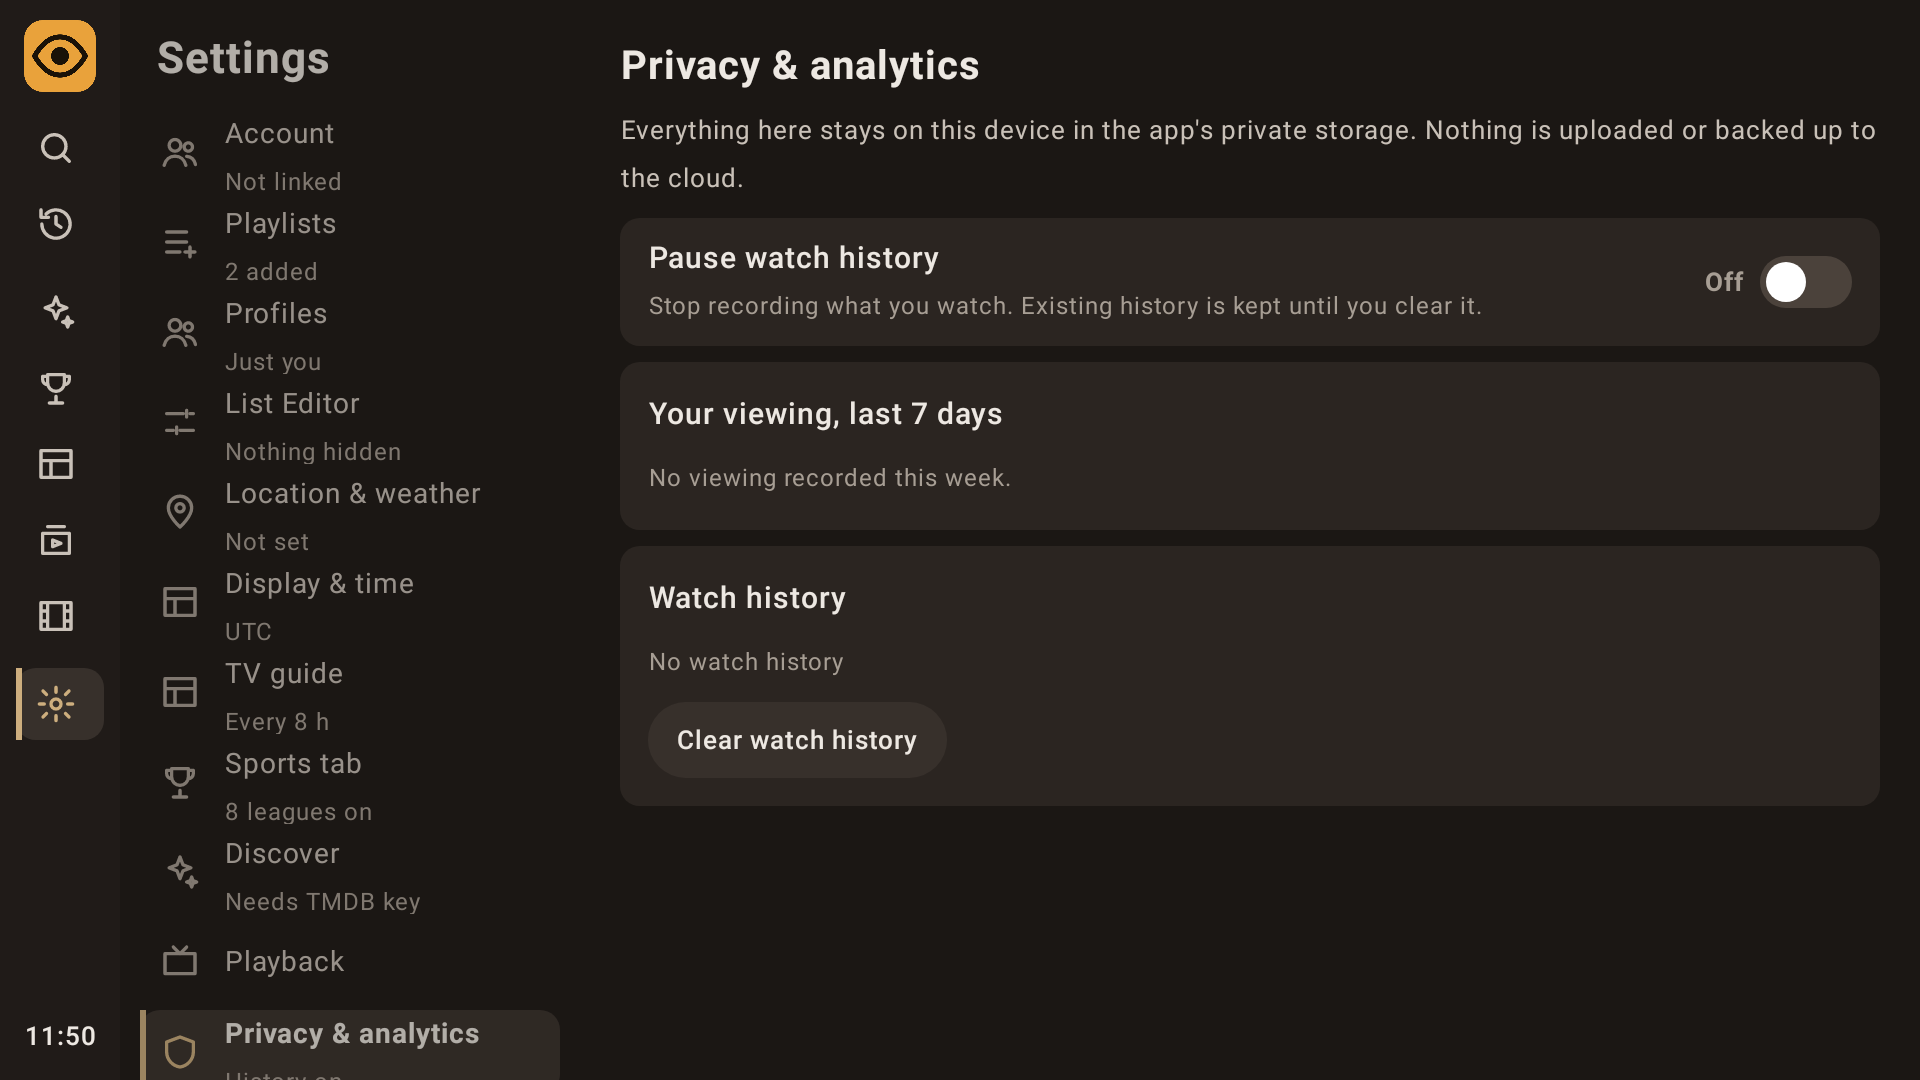 Settings
Account
Not linked
Playlists
2 added
Profiles
Just you
List Editor
Nothing hidden
Location & weather
Not set
Display & time
UTC
TV guide
Every 8 h
Sports tab
8 leagues on
Discover
Needs TMDB key
Playback
Privacy & analytics
History on
11:50
Privacy & analytics
Everything here stays on this device in the app's private storage. Nothing is uploaded or backed up to
the cloud.
Pause watch history
Stop recording what you watch. Existing history is kept until you clear it.
Off
Your viewing, last 7 days
No viewing recorded this week.
Watch history
No watch history
Clear watch history